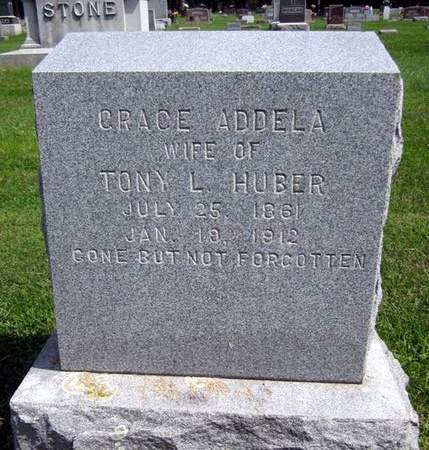 STONE
GRACE ADDELA
WIFE OF
TONY L. HUBER
JULY 25, 1861
JAN. 19, 1912
GONE BUT NOT FORGOTTEN